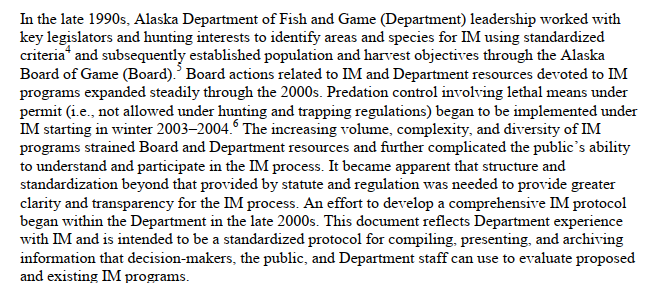 In the late 1990s, Alaska Department of Fish and Game (Department) leadership worked with
key legislators and hunting interests to identify areas and species for IM using standardized
criteria⁴ and subsequently established population and harvest objectives through the Alaska
Board of Game (Board).⁵ Board actions related to IM and Department resources devoted to IM
programs expanded steadily through the 2000s. Predation control involving lethal means under
permit (i.e., not allowed under hunting and trapping regulations) began to be implemented under
IM starting in winter 2003–2004.⁶ The increasing volume, complexity, and diversity of IM
programs strained Board and Department resources and further complicated the public’s ability
to understand and participate in the IM process. It became apparent that structure and
standardization beyond that provided by statute and regulation was needed to provide greater
clarity and transparency for the IM process. An effort to develop a comprehensive IM protocol
began within the Department in the late 2000s. This document reflects Department experience
with IM and is intended to be a standardized protocol for compiling, presenting, and archiving
information that decision-makers, the public, and Department staff can use to evaluate proposed
and existing IM programs.